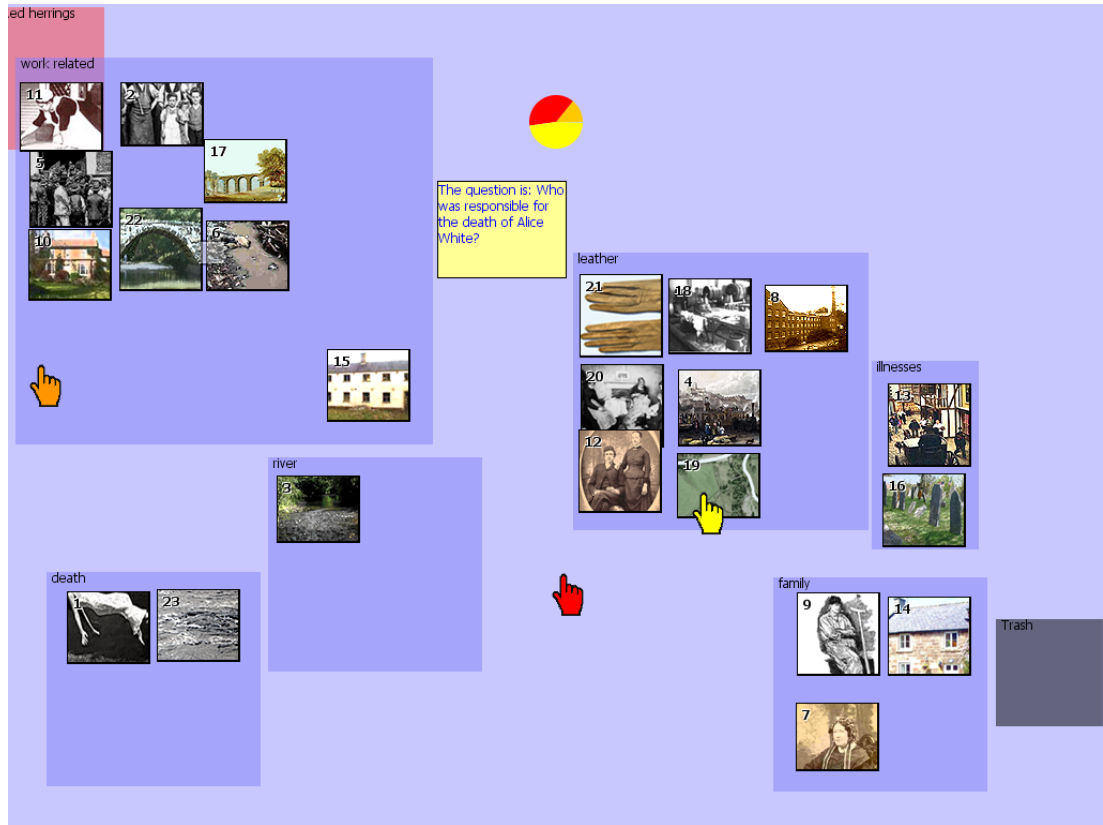 ed herrings
work related
11
2
17
5
22
6
10
15
The question is: Who
was responsible for
the death of Alice
White?
leather
21
18
8
20
4
12
19
illnesses
13
16
river
3
death
1
23
family
9
14
7
Trash